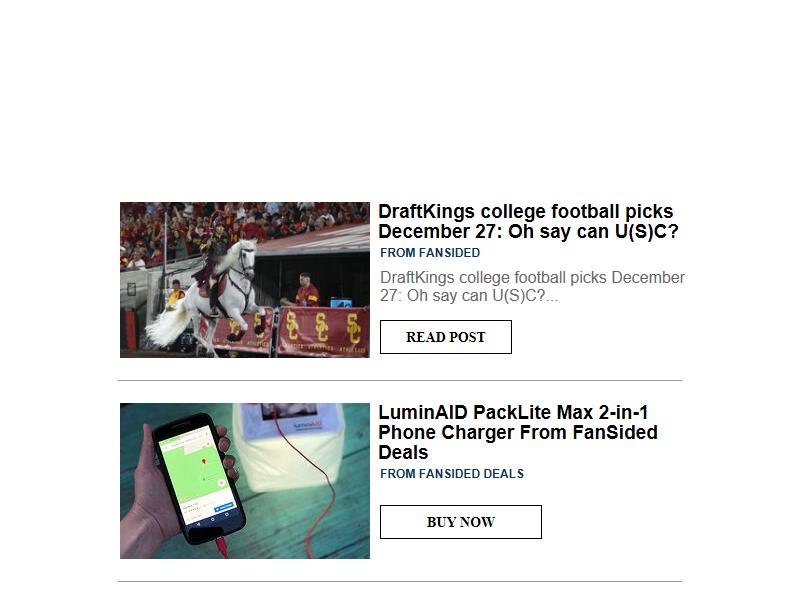 DraftKings college football picks
December 27: Oh say can U(S)C?
FROM FANSIDED
DraftKings college football picks December
27: Oh say can U(S)C?...
READ POST
LuminAID PackLite Max 2-in-1
Phone Charger From FanSided
Deals
FROM FANSIDED DEALS
BUY NOW